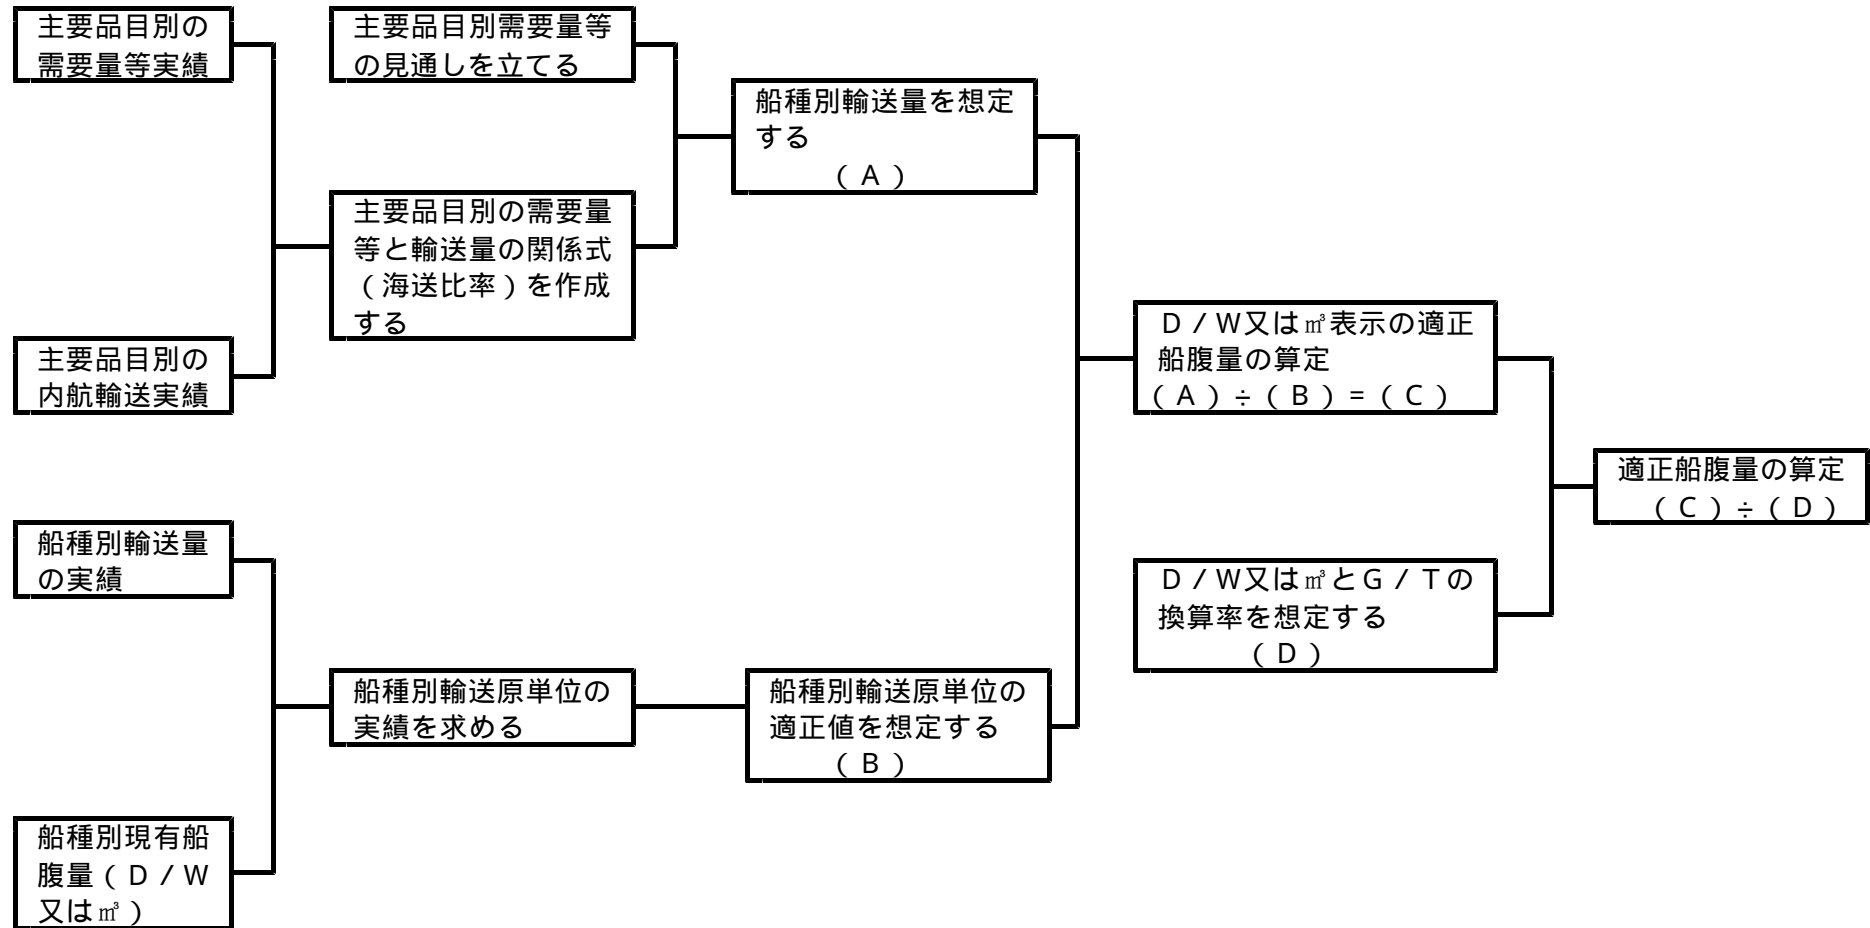 主要品目別の
需要量等実績
主要品目別需要量等
の見通しを立てる
船種別輸送量を想定
する
（Ａ）
主要品目別の需要量
等と輸送量の関係式
（海送比率）を作成
する
主要品目別の
内航輸送実績
Ｄ／Ｗ又は㎥表示の適正
船腹量の算定
（Ａ）÷（Ｂ）=（Ｃ）
適正船腹量の算定
（Ｃ）÷（Ｄ）
船種別輸送量
の実績
Ｄ／Ｗ又は㎥とＧ／Ｔの
換算率を想定する
（Ｄ）
船種別輸送原単位の
実績を求める
船種別輸送原単位の
適正値を想定する
（Ｂ）
船種別現有船
腹量（Ｄ／Ｗ
又は㎥）